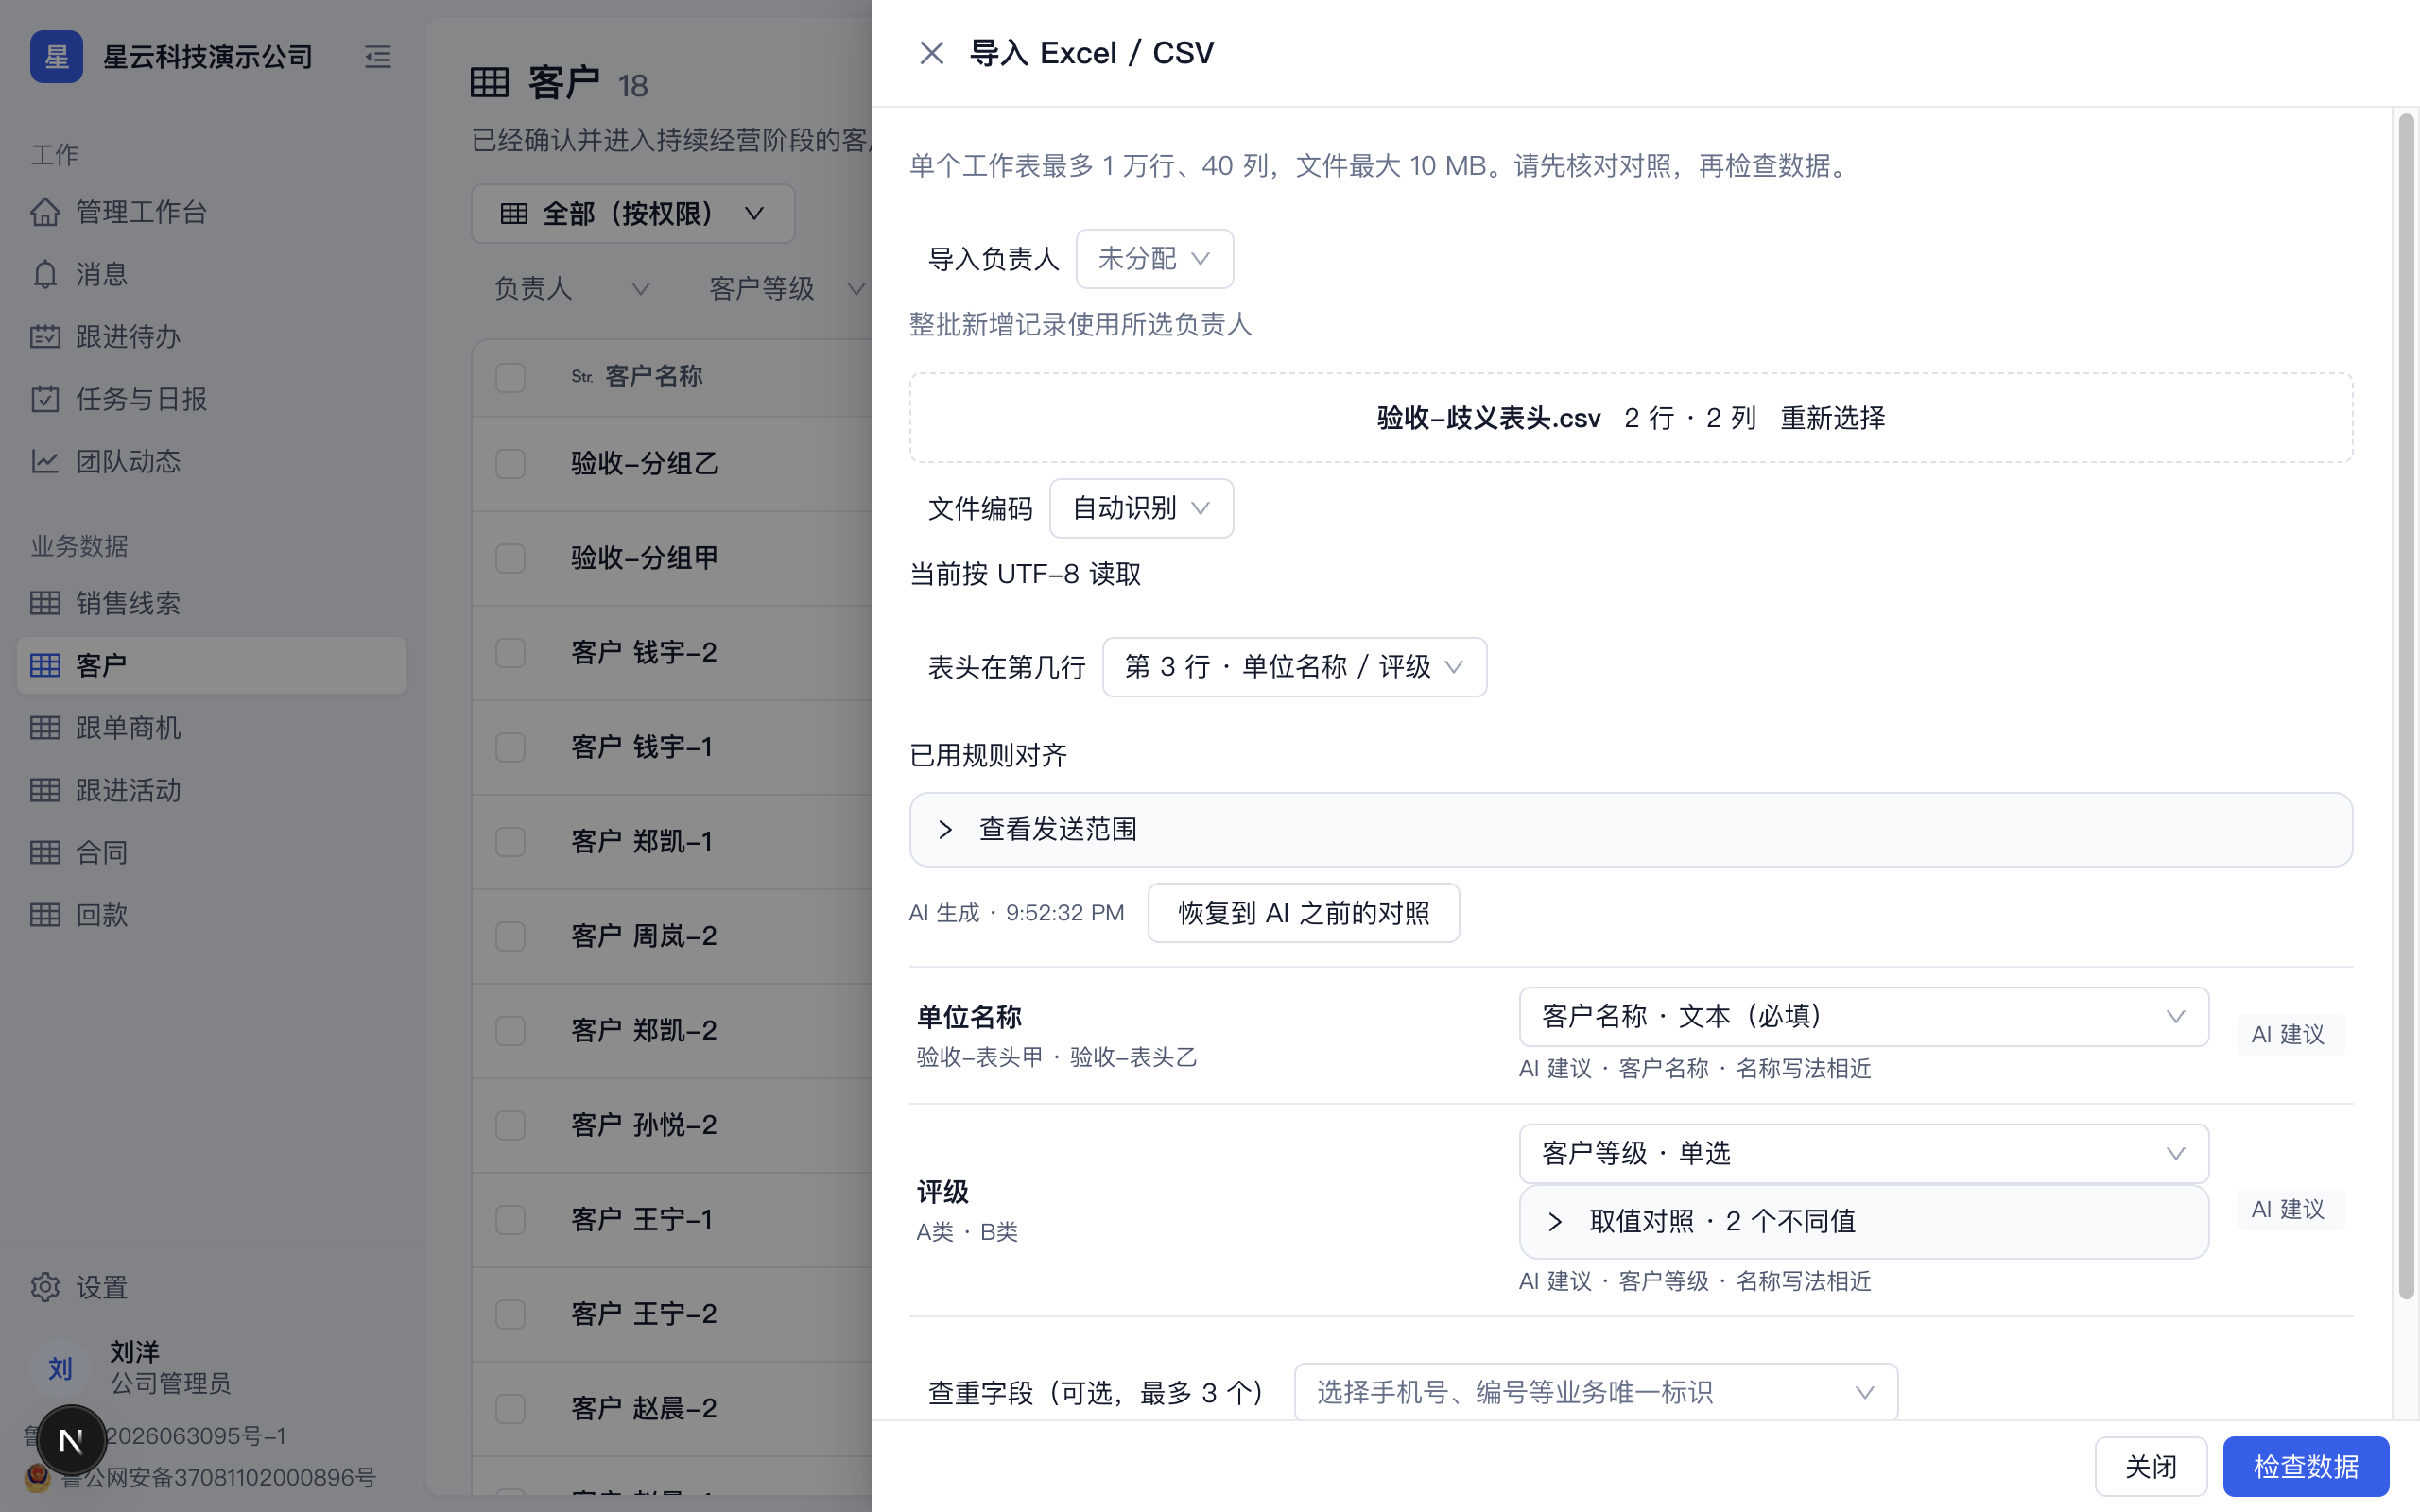 星 星云科技演示公司
工作
管理工作台
消息
跟进待办
任务与日报
团队动态
业务数据
销售线索
客户
跟单商机
跟进活动
合同
回款
设置
刘 刘洋
公司管理员
2026063095号-1
鲁公网安备37081102000896号
N
客户 18
已经确认并进入持续经营阶段的客
全部（按权限）
负责人 客户等级
Str. 客户名称
验收-分组乙
验收-分组甲
客户 钱宇-2
客户 钱宇-1
客户 郑凯-1
客户 周岚-2
客户 郑凯-2
客户 孙悦-2
客户 王宁-1
客户 王宁-2
客户 赵晨-2
导入 Excel / CSV
单个工作表最多 1 万行、40 列，文件最大 10 MB。请先核对对照，再检查数据。
导入负责人 未分配
整批新增记录使用所选负责人
验收-歧义表头.csv 2 行 · 2 列 重新选择
文件编码 自动识别
当前按 UTF-8 读取
表头在第几行 第 3 行 · 单位名称 / 评级
已用规则对齐
查看发送范围
AI 生成 · 9:52:32 PM 恢复到 AI 之前的对照
单位名称
验收-表头甲 · 验收-表头乙
客户名称 · 文本（必填）
AI 建议 · 客户名称 · 名称写法相近
AI 建议
评级
A类 · B类
客户等级 · 单选
取值对照 · 2 个不同值
AI 建议 · 客户等级 · 名称写法相近
AI 建议
查重字段（可选，最多 3 个） 选择手机号、编号等业务唯一标识
关闭 检查数据